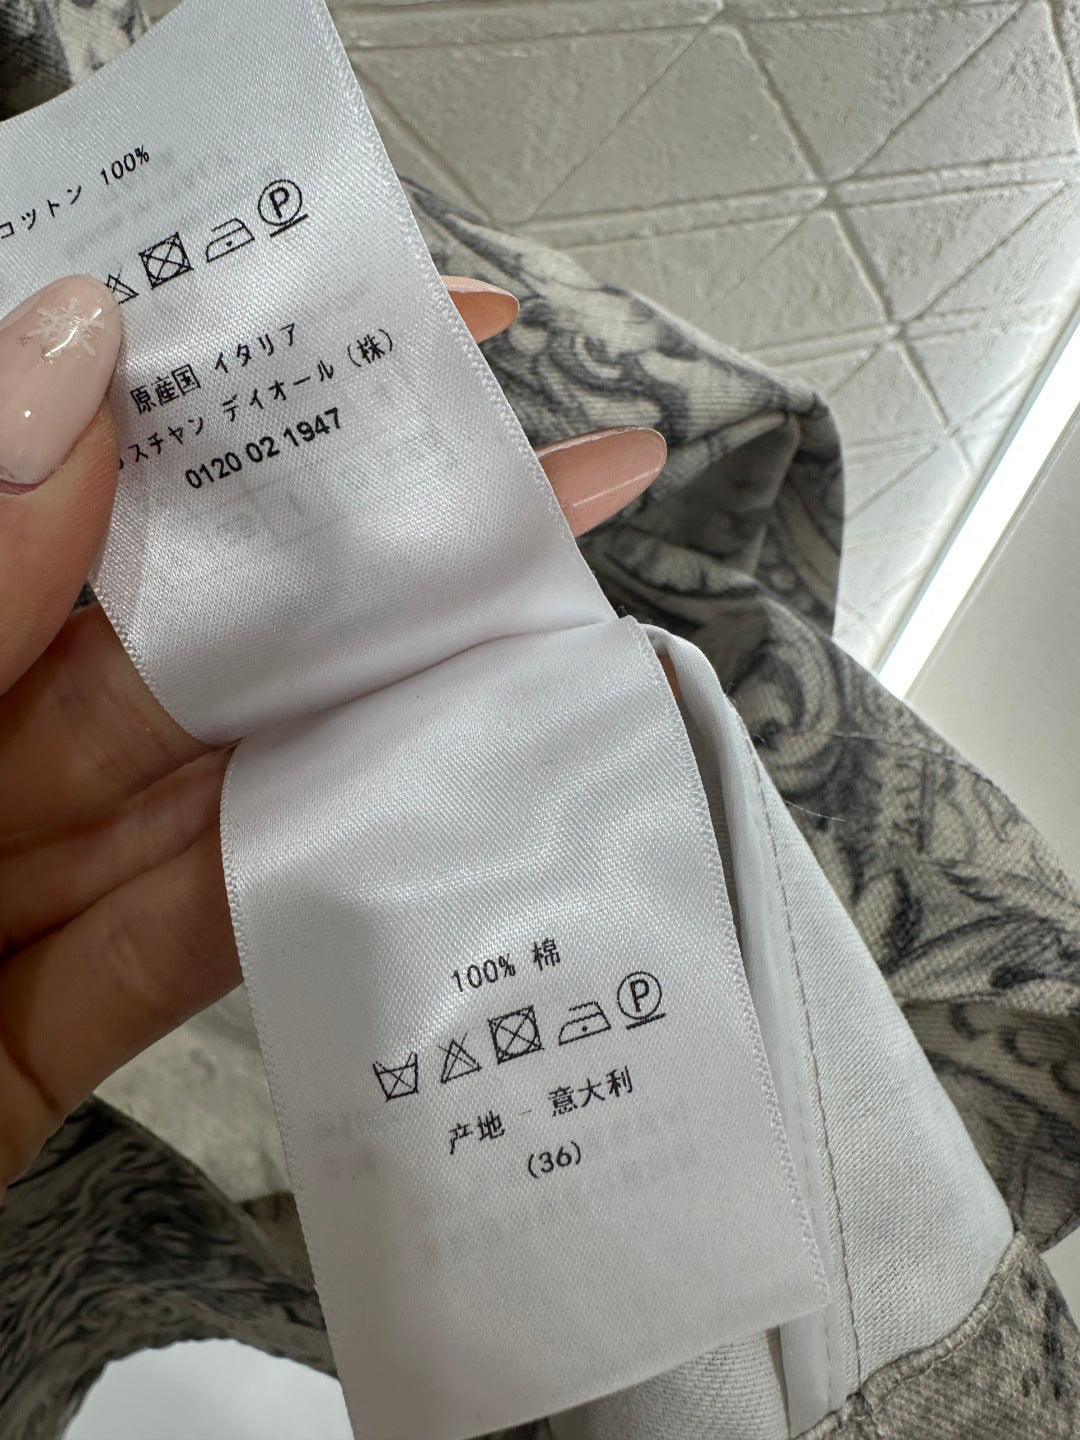 コットン 100%
P
原産国 イタリア
スチャン ディオール (株)
0120 02 1947
100% 棉
P
产地 - 意大利
(36)